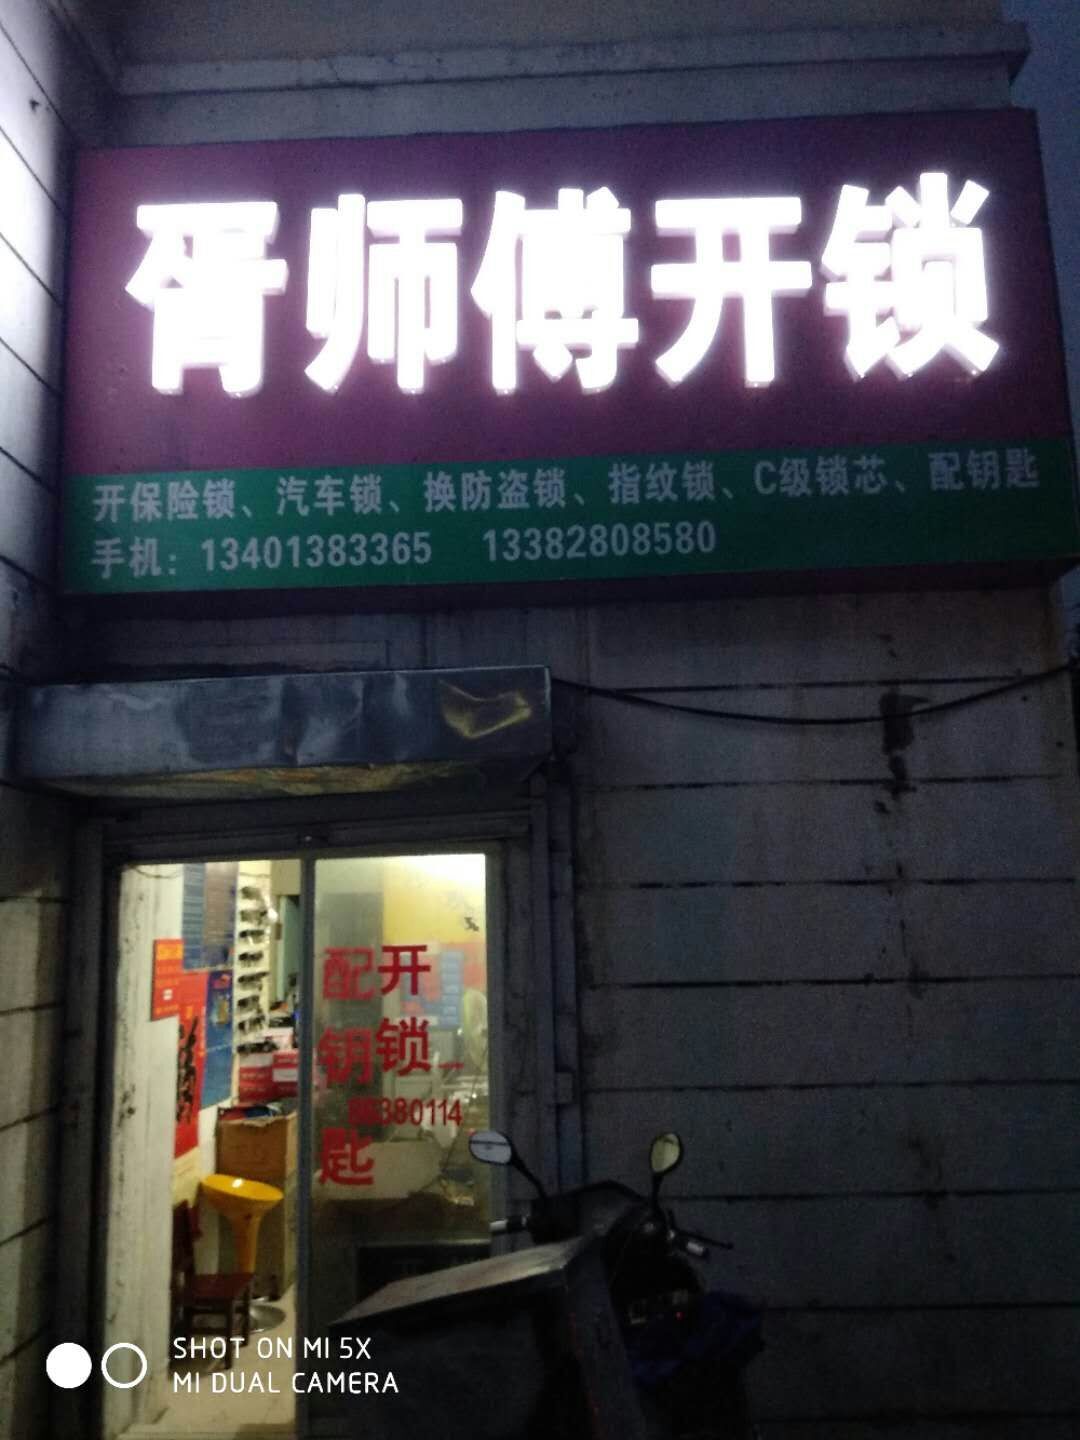 胥师傅开锁
开保险锁、汽车锁、换防盗锁、指纹锁、C级锁芯、配钥匙
手机：13401383365 13382808580
开锁
配钥匙
380114
SHOT ON MI 5X
MI DUAL CAMERA